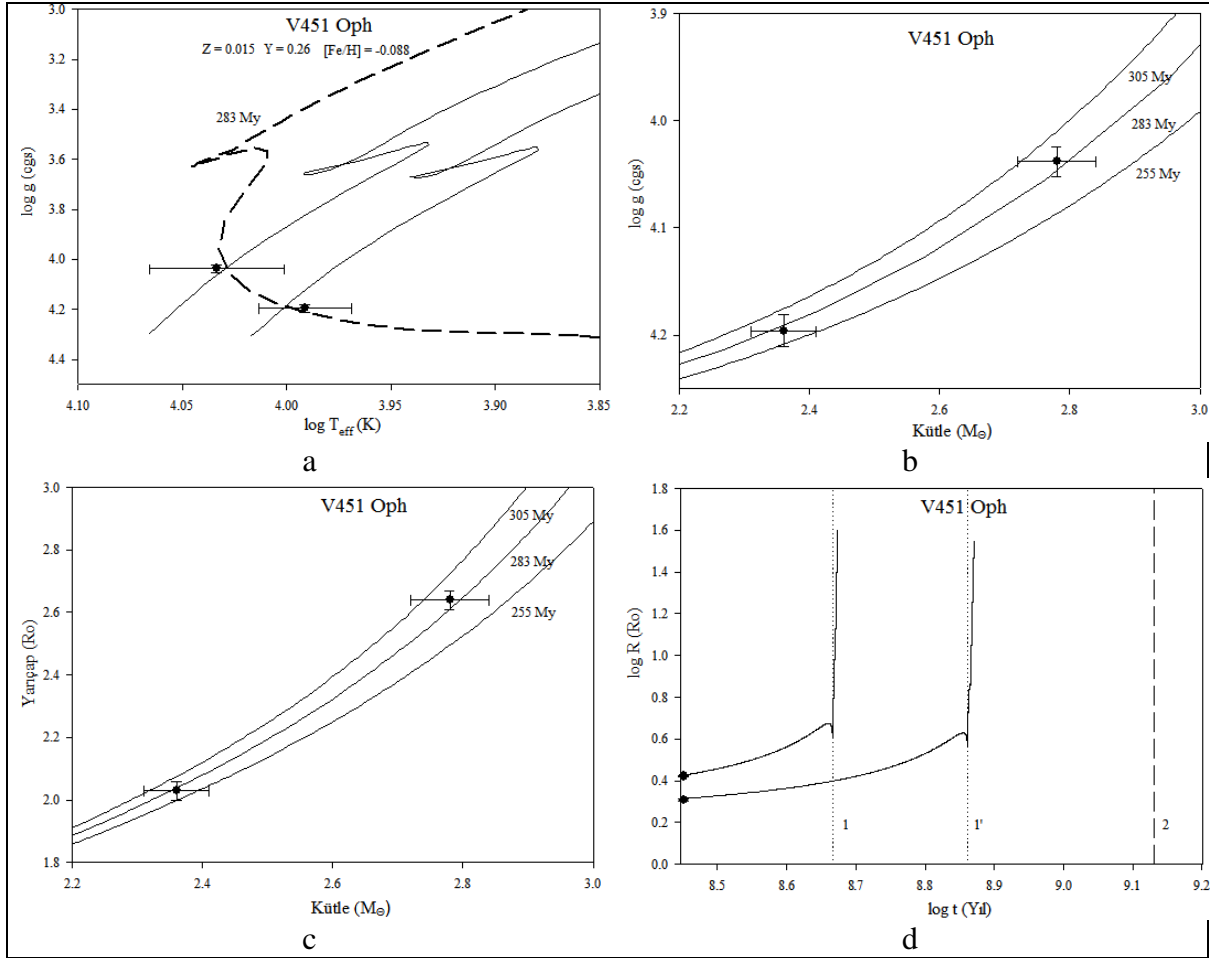 V451 Oph
Z = 0.015 Y = 0.26 [Fe/H] = -0.088
283 My
3.0
3.2
3.4
3.6
3.8
4.0
4.2
4.4
log g (cgs)
4.10
4.05
4.00
3.95
3.90
3.85
log T eff (K)
a
V451 Oph
305 My
283 My
255 My
3.9
4.0
4.1
4.2
log g (cgs)
2.2
2.4
2.6
2.8
3.0
Kütle (M⊙)
b
V451 Oph
305 My
283 My
255 My
3.0
2.8
2.6
2.4
2.2
2.0
1.8
Yarıçap (Ro)
2.2
2.4
2.6
2.8
3.0
Kütle (M⊙)
c
V451 Oph
1.8
1.6
1.4
1.2
1.0
0.8
0.6
0.4
0.2
0.0
log R (Ro)
1
1'
2
8.5
8.6
8.7
8.8
8.9
9.0
9.1
9.2
log t (Yıl)
d